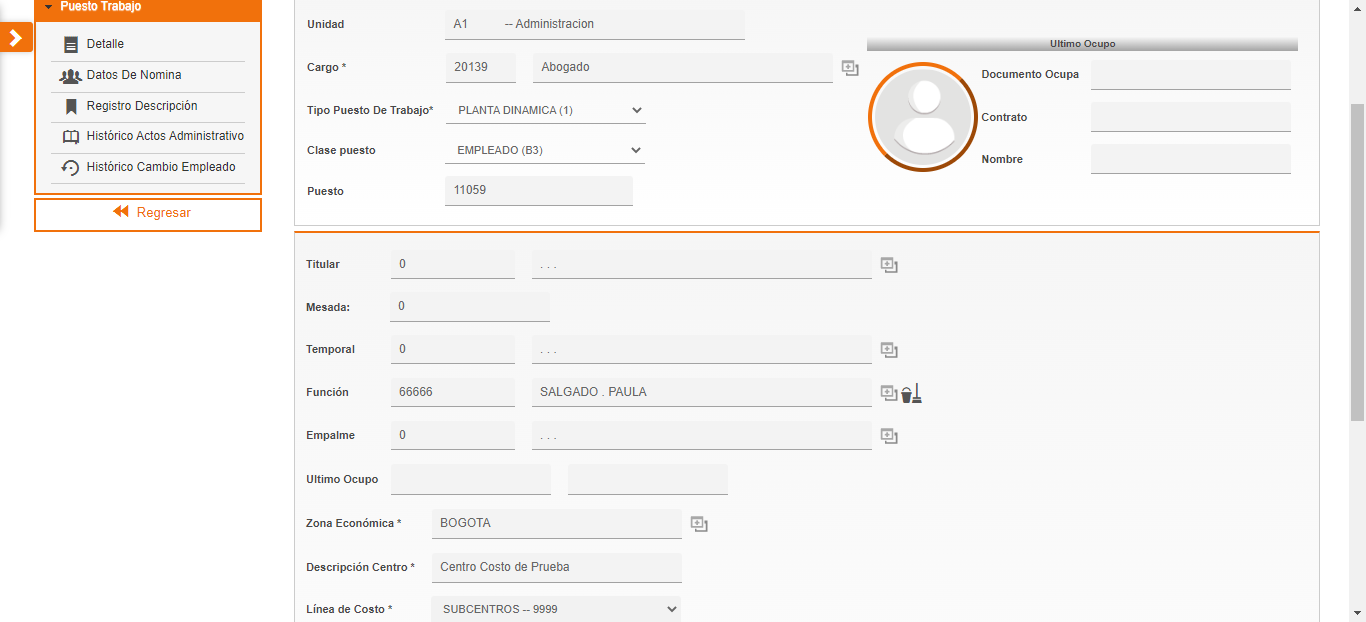 Puesto Trabajo
Detalle
Datos De Nomina
Registro Descripción
Histórico Actos Administrativo
Histórico Cambio Empleado
Regresar
Unidad A1 -- Administracion
Cargo * 20139 Abogado
Tipo Puesto De Trabajo* PLANTA DINAMICA (1)
Clase puesto EMPLEADO (B3)
Puesto 11059
Ultimo Ocupo
Documento Ocupa
Contrato
Nombre
Titular 0 . . .
Mesada: 0
Temporal 0 . . .
Función 66666 SALGADO . PAULA
Empalme 0 . . .
Ultimo Ocupo
Zona Económica * BOGOTA
Descripción Centro * Centro Costo de Prueba
Línea de Costo * SUBCENTROS -- 9999